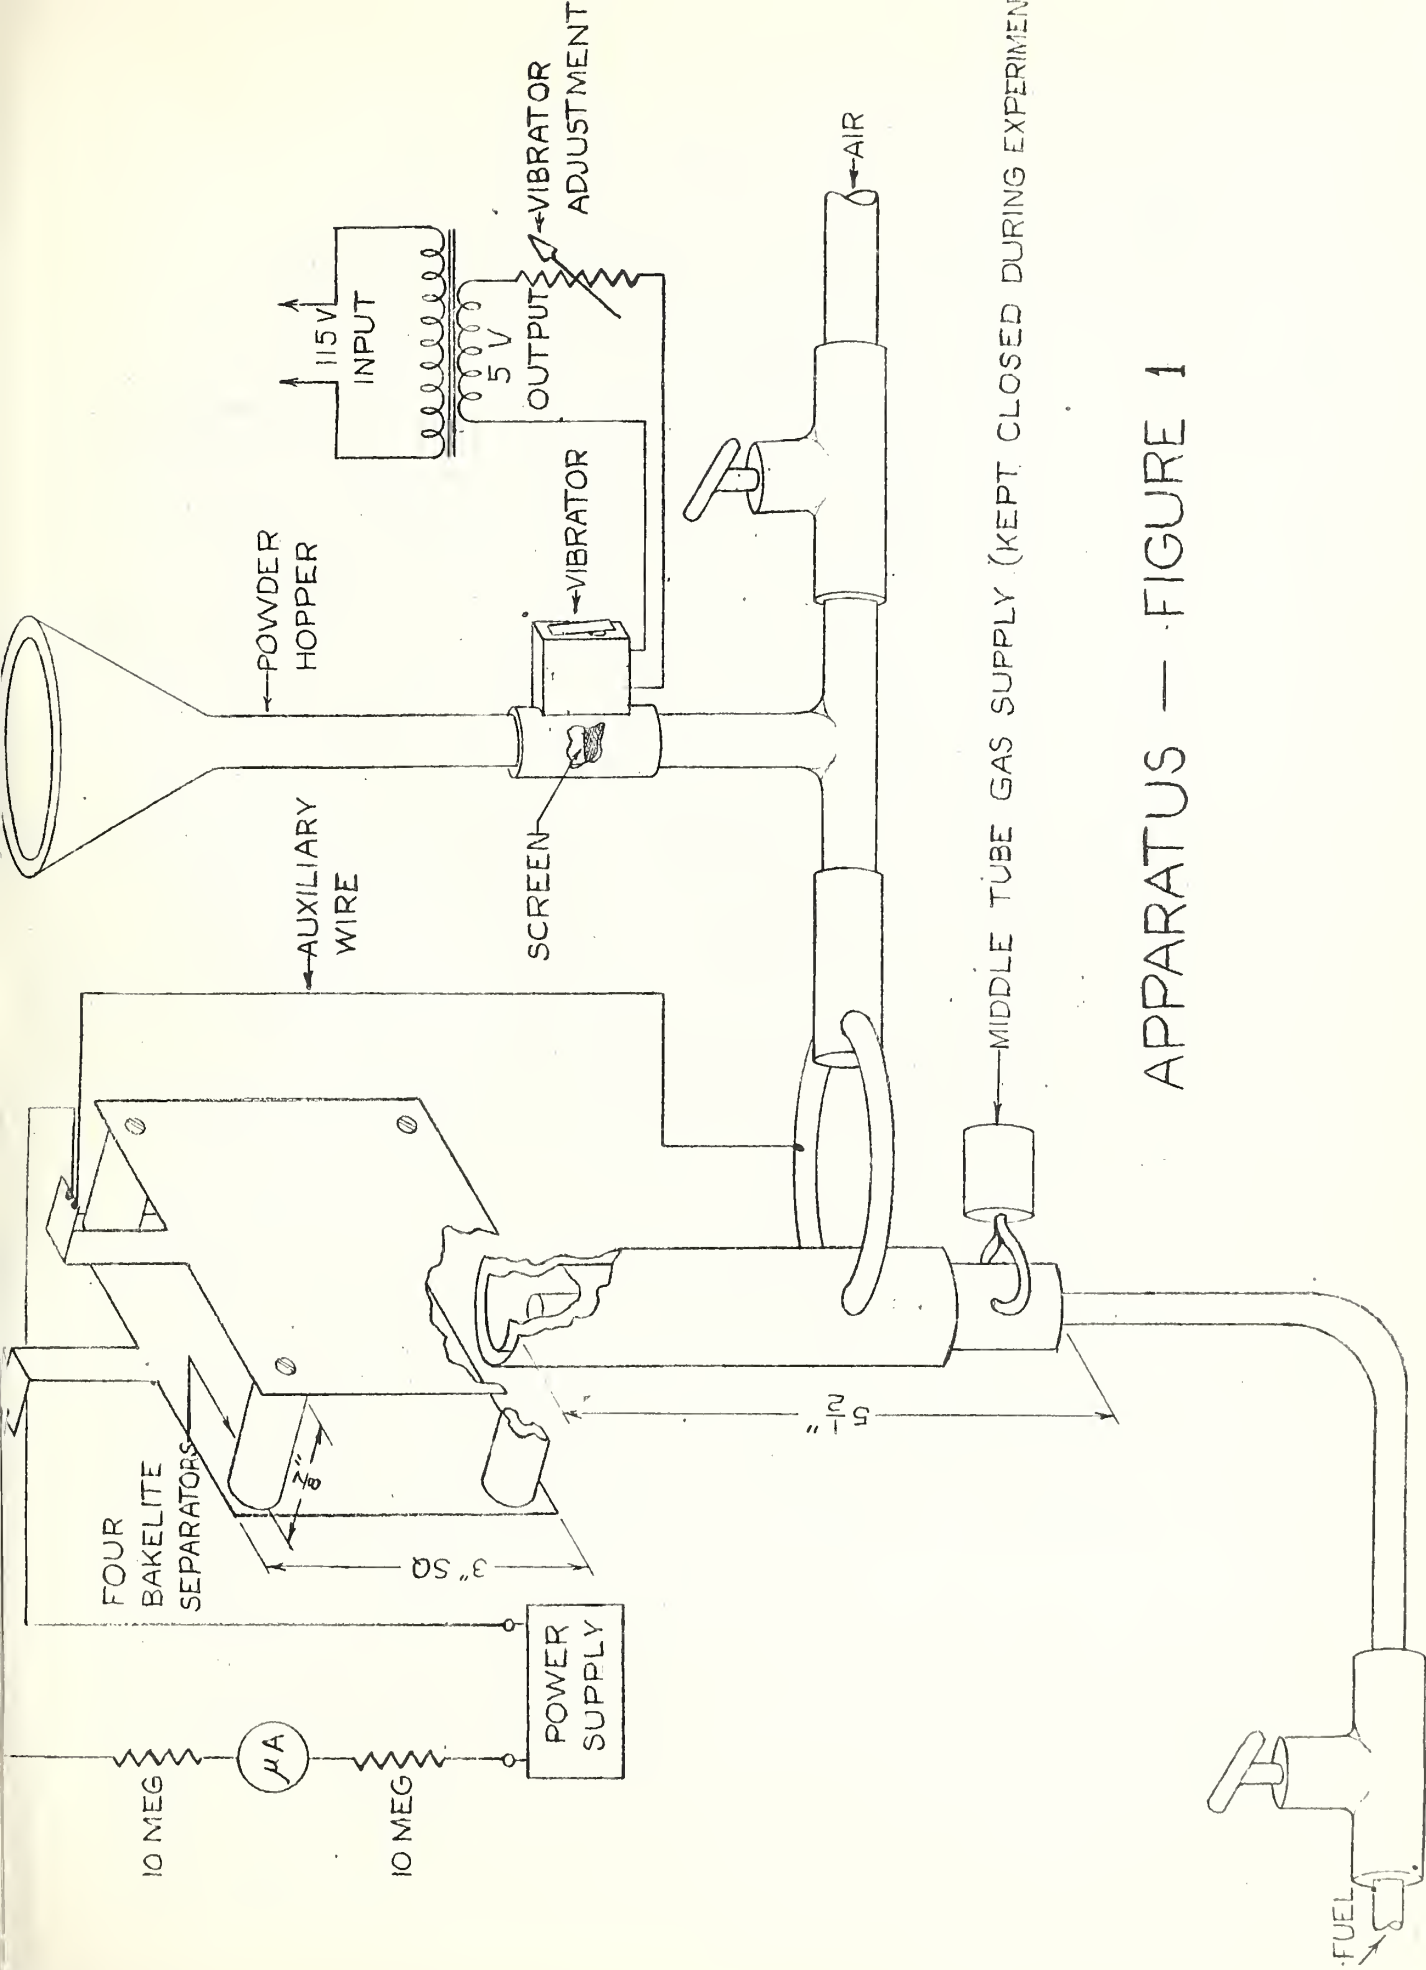 10 MEG
µA
10 MEG
POWER
SUPPLY
FOUR
BAKELITE
SEPARATORS
7/8"
3" SQ
5 1/2"
AUXILIARY
WIRE
POWDER
HOPPER
SCREEN
VIBRATOR
115V
INPUT
5 V
OUTPUT
VIBRATOR
ADJUSTMENT
AIR
MIDDLE TUBE GAS SUPPLY (KEPT CLOSED DURING EXPERIMEN
FUEL
APPARATUS — FIGURE 1